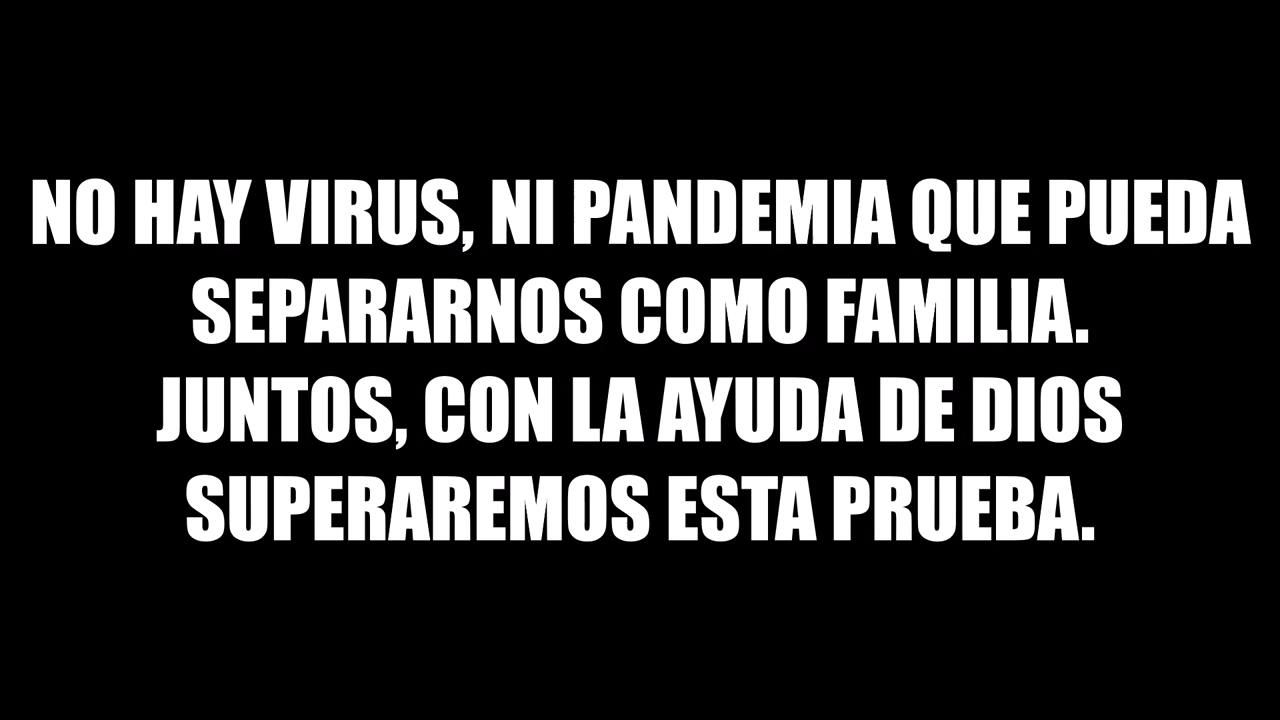 NO HAY VIRUS, NI PANDEMIA QUE PUEDA
SEPARARNOS COMO FAMILIA.
JUNTOS, CON LA AYUDA DE DIOS
SUPERAREMOS ESTA PRUEBA.